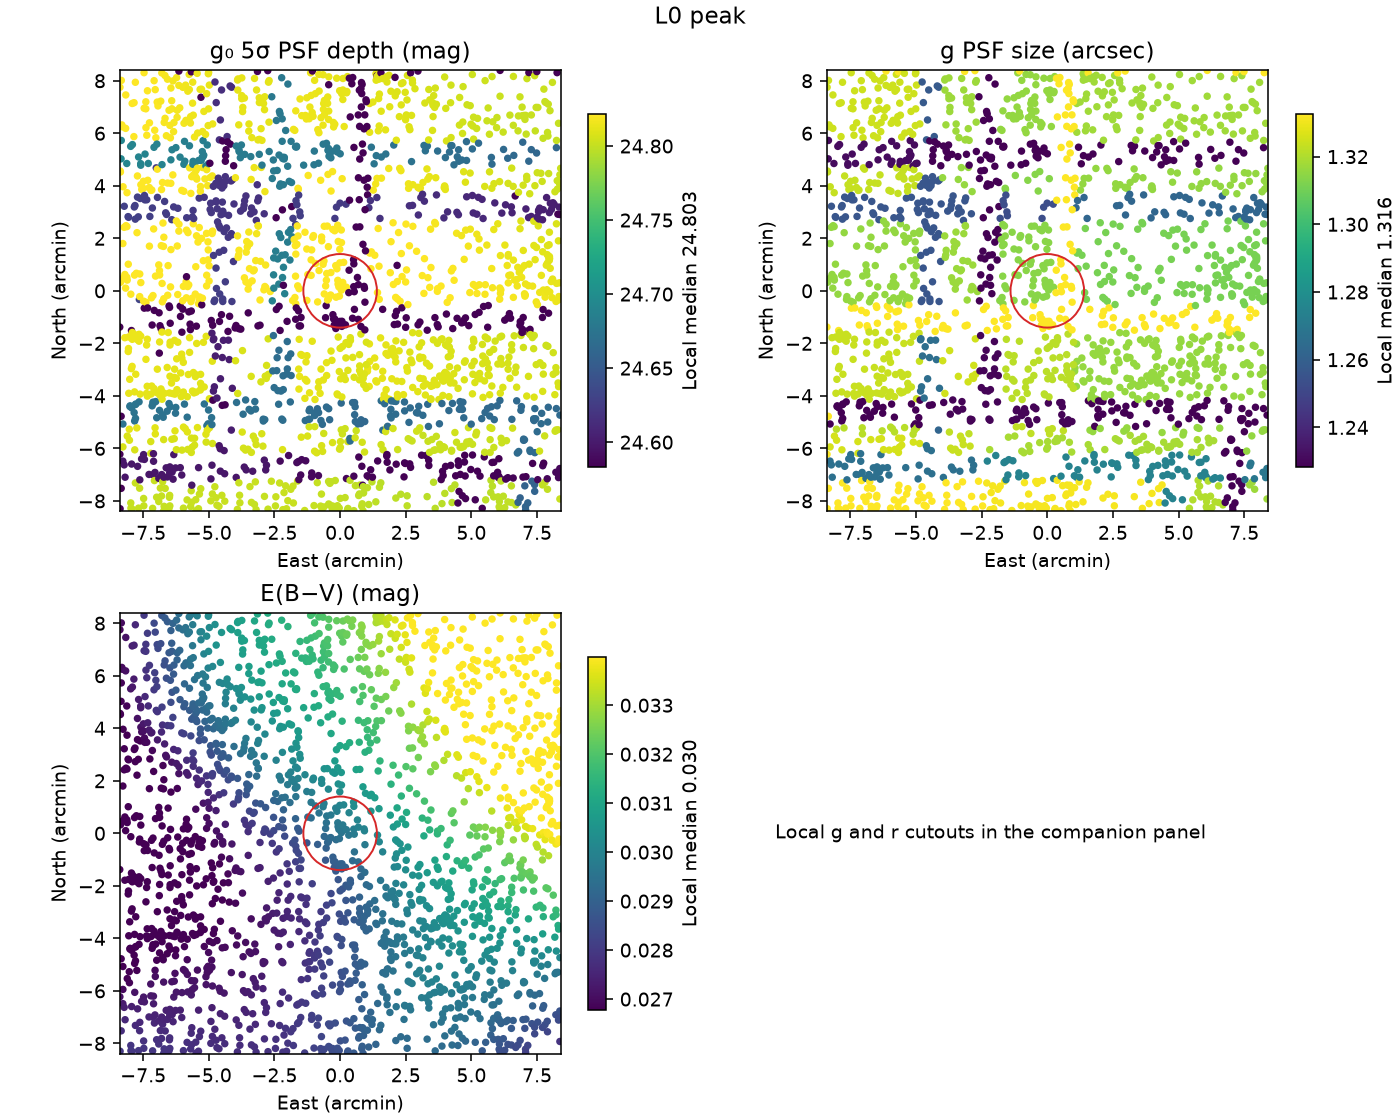 L0 peak
g₀ 5σ PSF depth (mag)
8
6
4
2
0
−2
−4
−6
−8
North (arcmin)
−7.5 −5.0 −2.5 0.0 2.5 5.0 7.5
East (arcmin)
24.80
24.75
24.70
24.65
24.60
Local median 24.803
g PSF size (arcsec)
8
6
4
2
0
−2
−4
−6
−8
North (arcmin)
−7.5 −5.0 −2.5 0.0 2.5 5.0 7.5
East (arcmin)
1.32
1.30
1.28
1.26
1.24
Local median 1.316
E(B−V) (mag)
8
6
4
2
0
−2
−4
−6
−8
North (arcmin)
−7.5 −5.0 −2.5 0.0 2.5 5.0 7.5
East (arcmin)
0.033
0.032
0.031
0.030
0.029
0.028
0.027
Local median 0.030
Local g and r cutouts in the companion panel